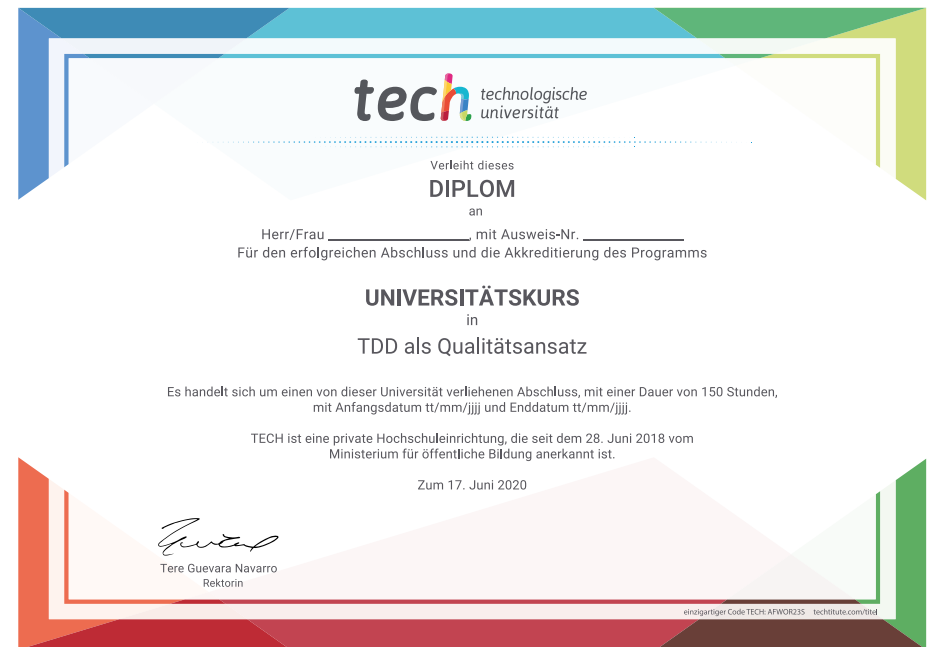 tech technologische
universität
Verleiht dieses
DIPLOM
an
Herr/Frau ________________, mit Ausweis-Nr. ________________
Für den erfolgreichen Abschluss und die Akkreditierung des Programms
UNIVERSITÄTSKURS
in
TDD als Qualitätsansatz
Es handelt sich um einen von dieser Universität verliehenen Abschluss, mit einer Dauer von 150 Stunden,
mit Anfangsdatum tt/mm/jjjj und Enddatum tt/mm/jjjj.
TECH ist eine private Hochschuleinrichtung, die seit dem 28. Juni 2018 vom
Ministerium für öffentliche Bildung anerkannt ist.
Zum 17. Juni 2020
Tere Guevara Navarro
Rektorin
einzigartiger Code TECH: AFWOR23S techtitute.com/titel